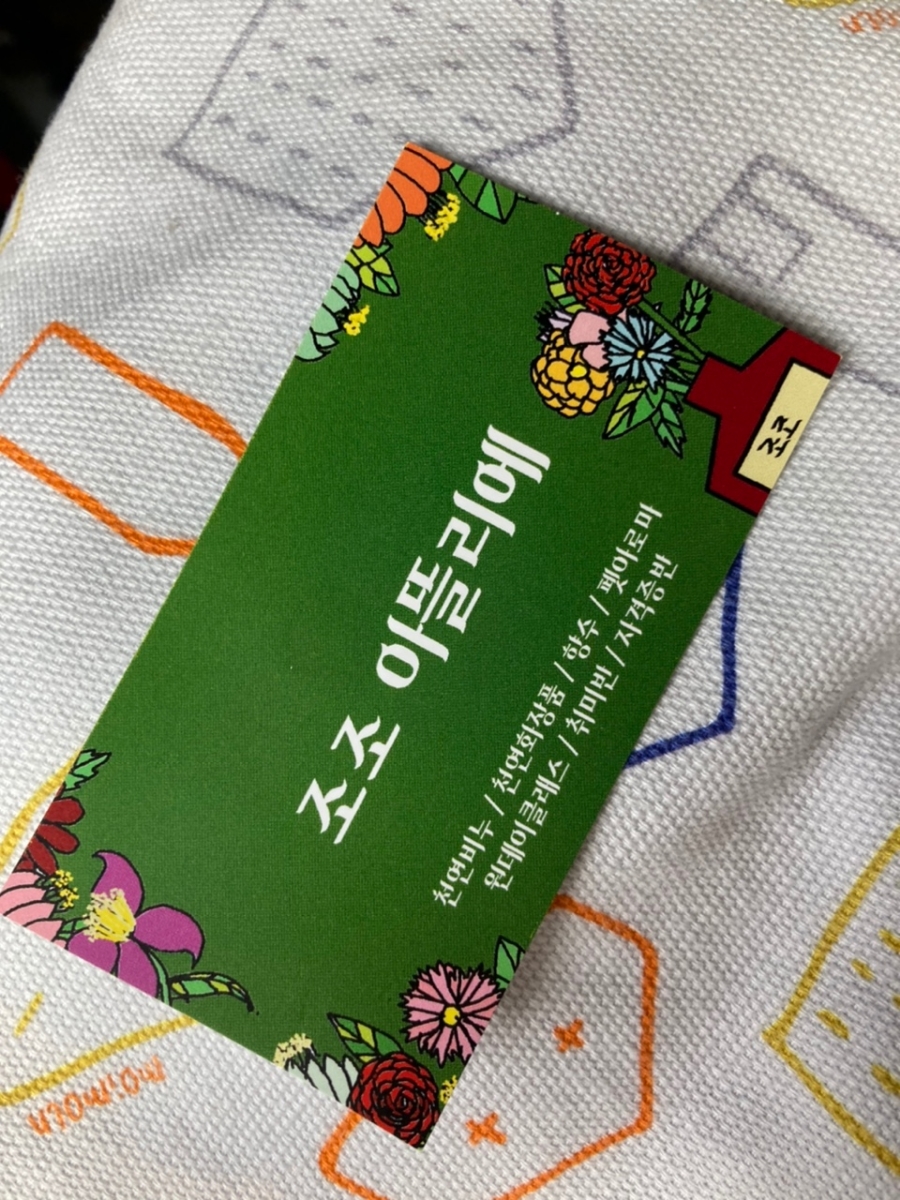 조조 아뜰리에
천연비누 / 천연화장품 / 향수 / 펫아로마
원데이클래스 / 취미반 / 자격증반
조조
moimoln